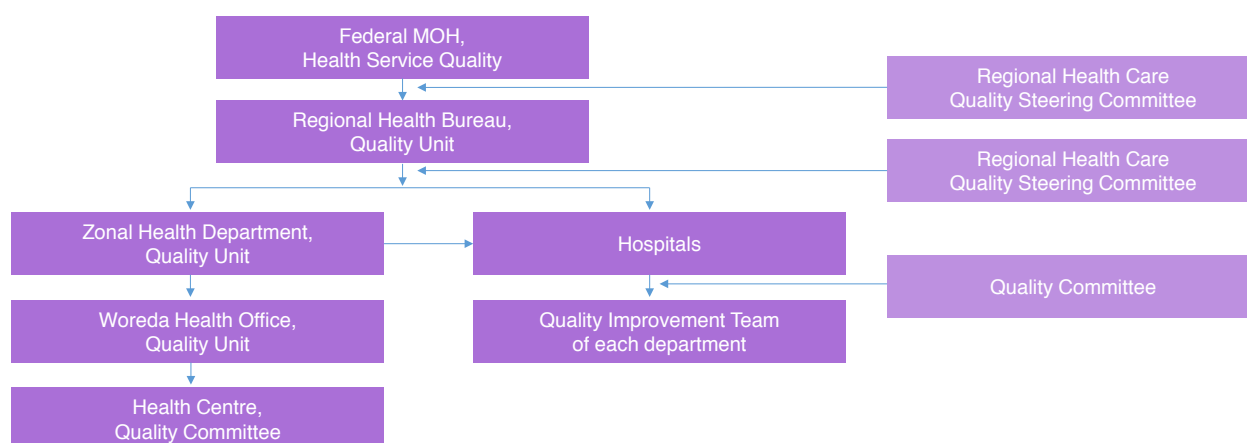 Federal MOH,
Health Service Quality
Regional Health Care
Quality Steering Committee
Regional Health Bureau,
Quality Unit
Regional Health Care
Quality Steering Committee
Zonal Health Department,
Quality Unit
Hospitals
Quality Committee
Woreda Health Office,
Quality Unit
Quality Improvement Team
of each department
Health Centre,
Quality Committee